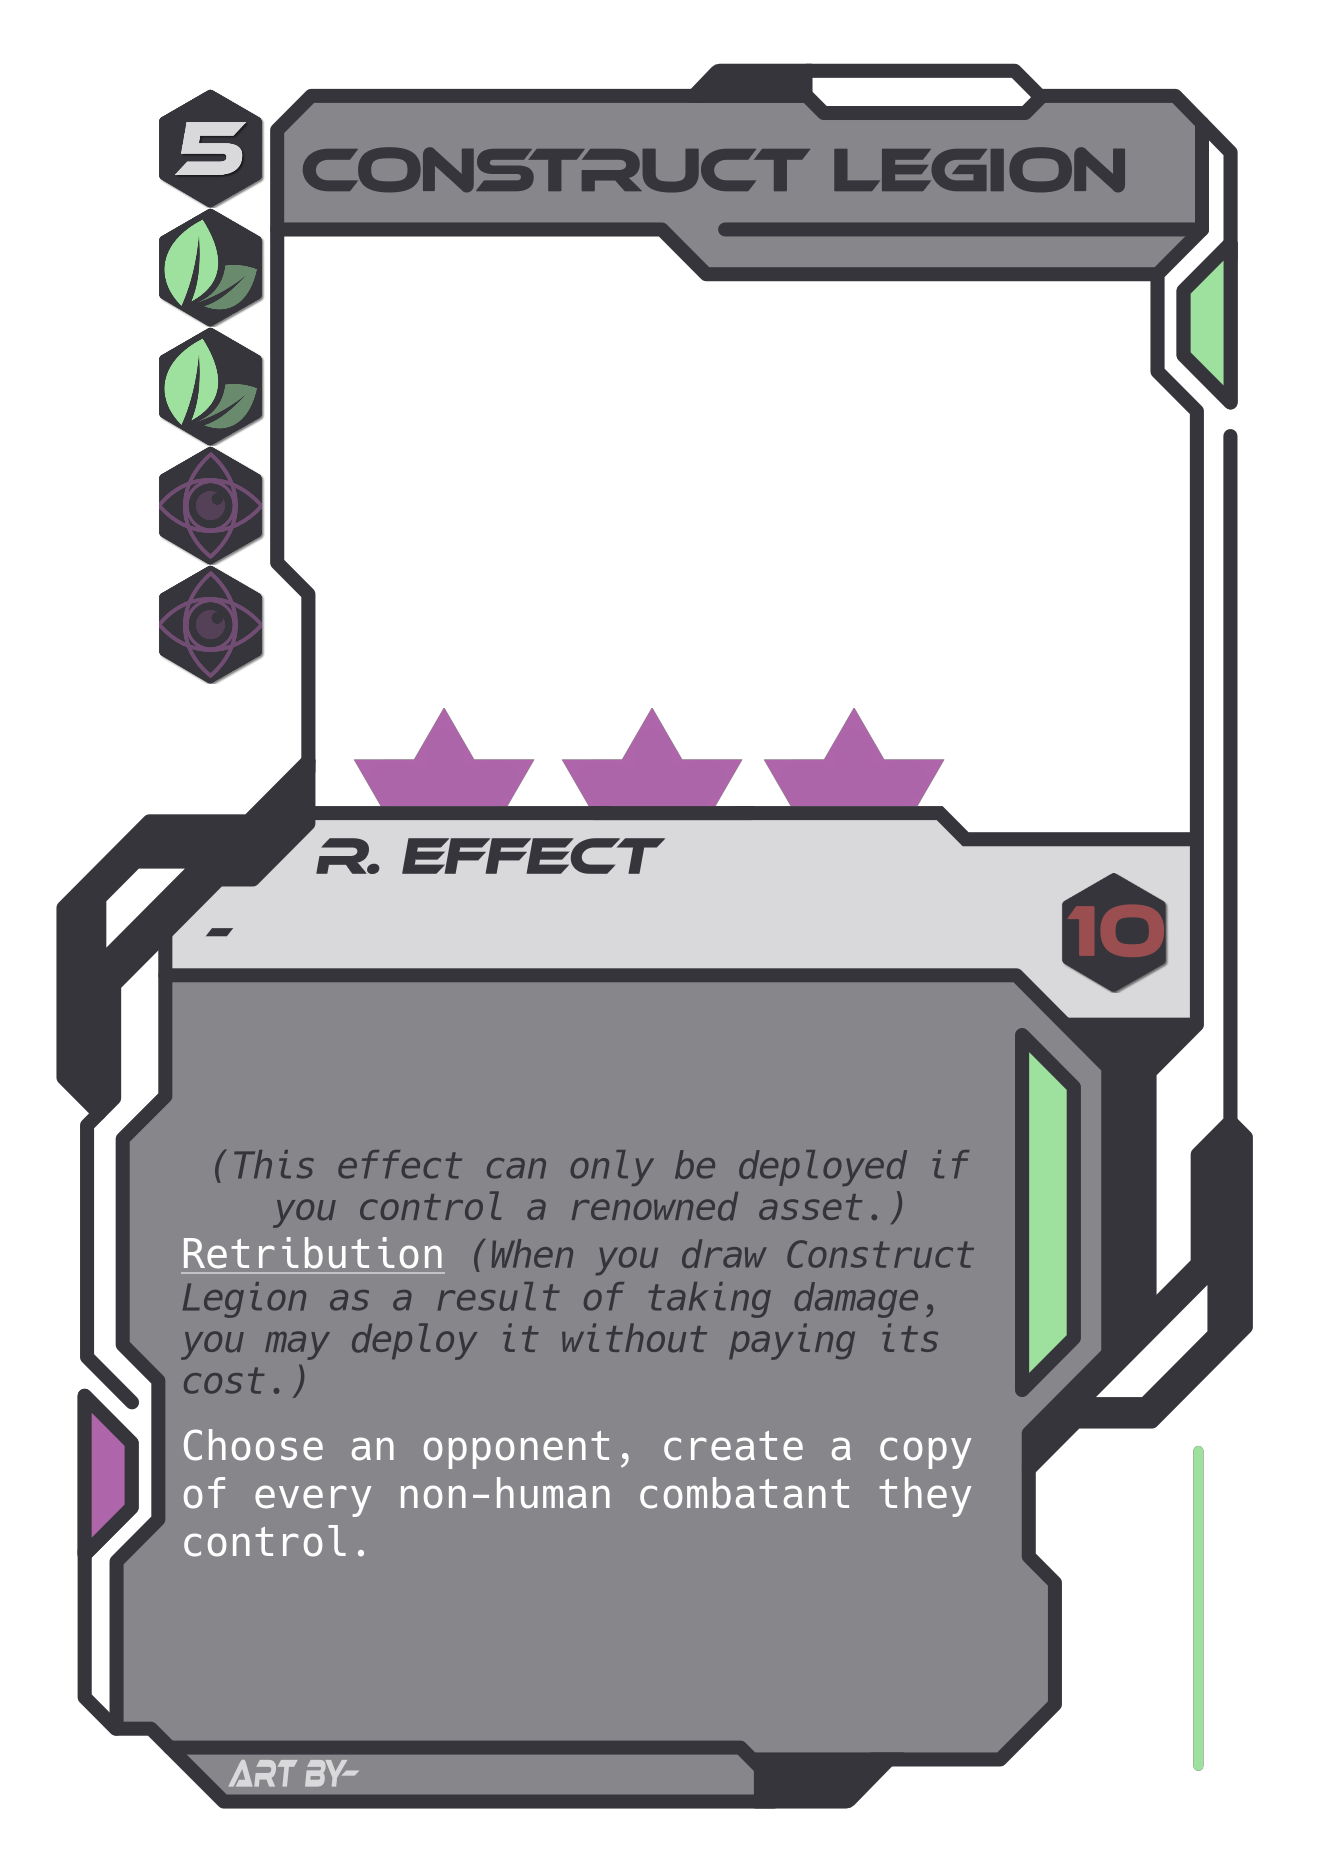 5
CONSTRUCT LEGION
R. EFFECT
-
10
(This effect can only be deployed if
you control a renowned asset.)
Retribution (When you draw Construct
Legion as a result of taking damage,
you may deploy it without paying its
cost.)
Choose an opponent, create a copy
of every non-human combatant they
control.
ART BY-